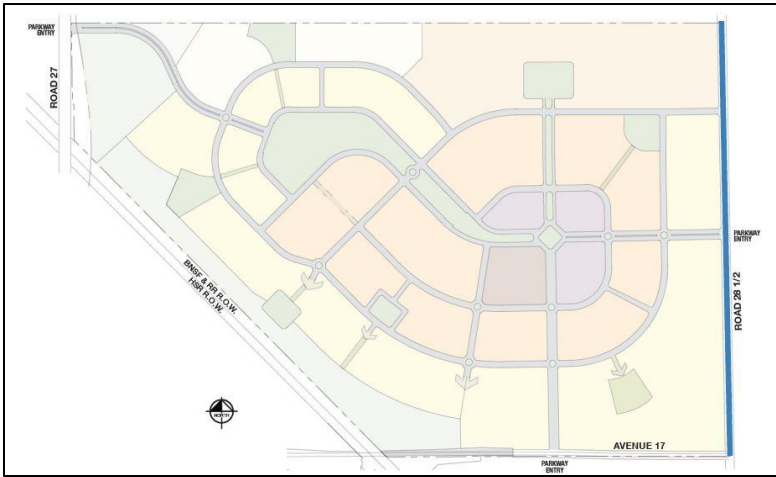 PARKWAY
ENTRY
ROAD 27
PARKWAY
ENTRY
BNSF & RR R.O.W.
HSR R.O.W.
ROAD 28 1/2
NORTH
AVENUE 17
PARKWAY
ENTRY